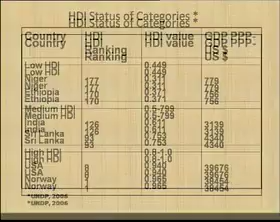 HDI Status of Categories *
Country HDI HDI value GDP PPP-
Ranking US $
Low HDI 0.449
Niger 177 0.311 779
Ethiopia 170 0.371 756
Medium HDI 0.5-799
India 126 0.611 3139
Sri Lanka 93 0.753
High HDI 0.8-1.0
USA 8 0.940 39676
Norway 1 0.965 38454
*UNDP, 2006